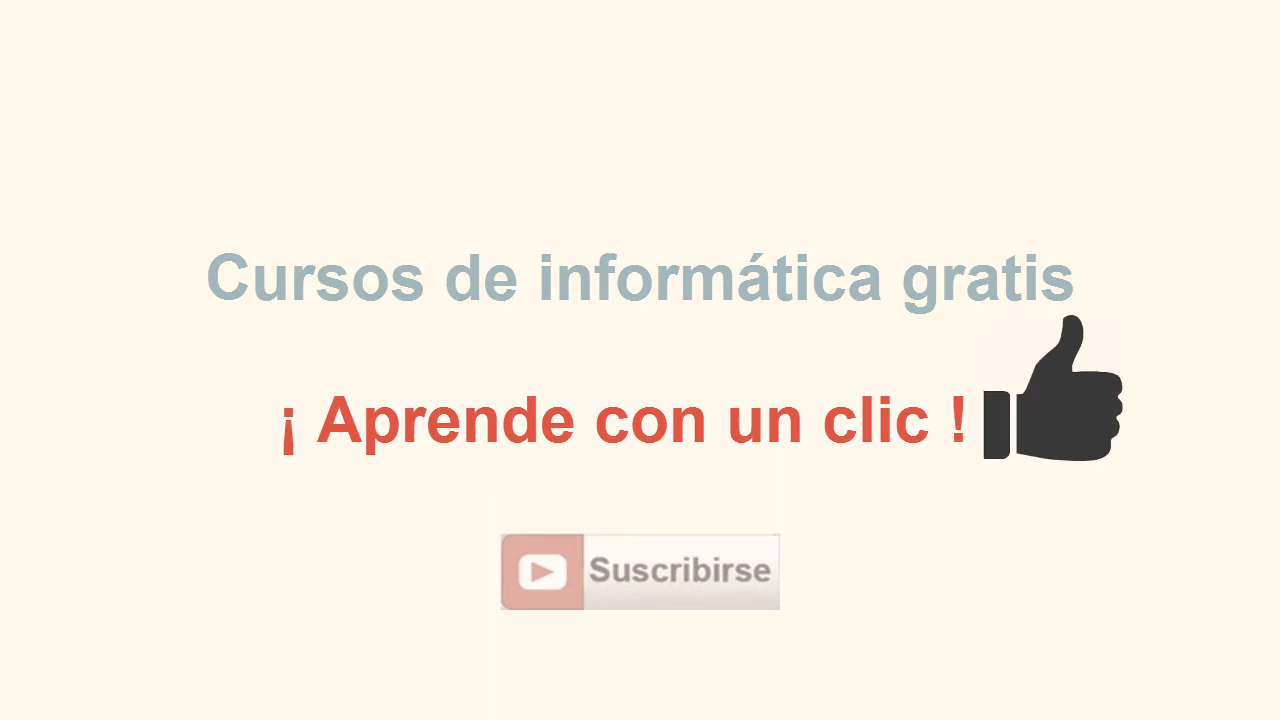 Cursos de informática gratis
¡ Aprende con un clic !
Suscribirse